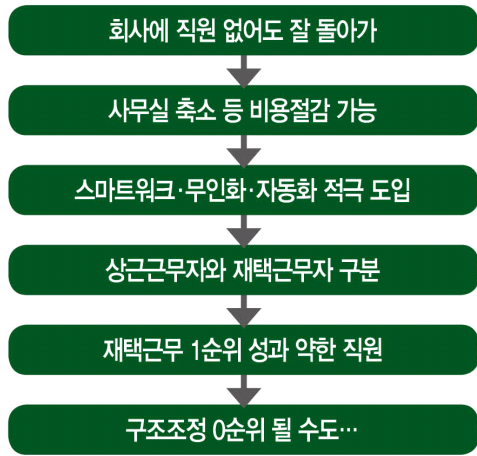 회사에 직원 없어도 잘 돌아가
사무실 축소 등 비용절감 가능
스마트워크·무인화·자동화 적극 도입
상근근무자와 재택근무자 구분
재택근무 1순위 성과 약한 직원
구조조정 0순위 될 수도…